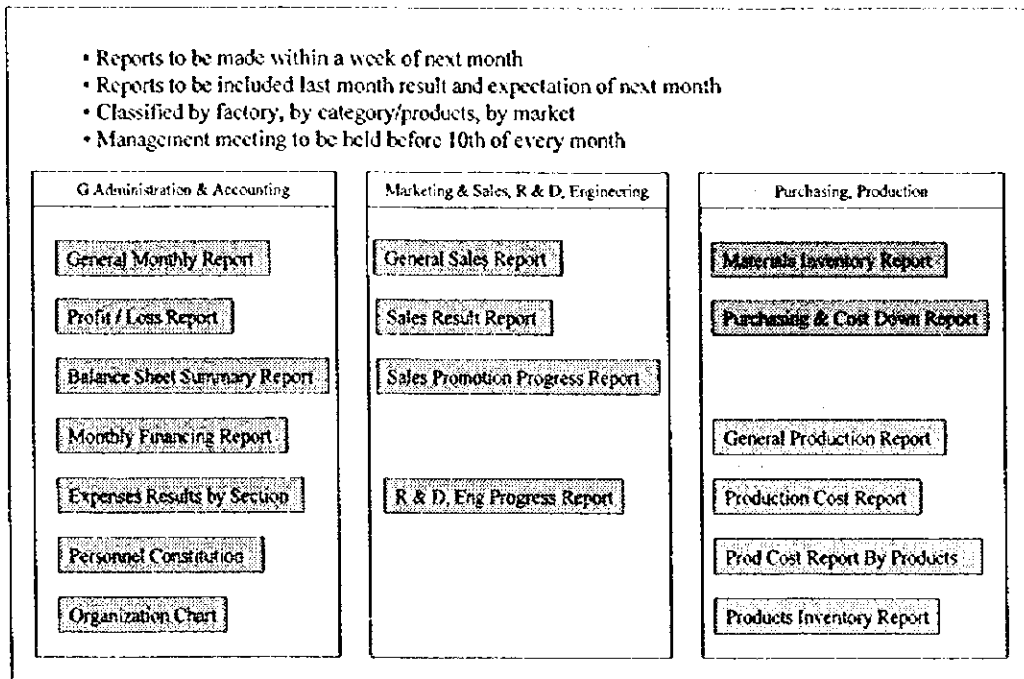 • Reports to be made within a week of next month
• Reports to be included last month result and expectation of next month
• Classified by factory, by category/products, by market
• Management meeting to be held before 10th of every month
G Administration & Accounting
General Monthly Report
Profit / Loss Report
Balance Sheet Summary Report
Monthly Financing Report
Expenses Results by Section
Personnel Constitution
Organization Chart
Marketing & Sales, R & D, Engineering
General Sales Report
Sales Result Report
Sales Promotion Progress Report
R & D, Eng Progress Report
Purchasing, Production
Materials Inventory Report
Purchasing & Cost Down Report
General Production Report
Production Cost Report
Prod Cost Report By Products
Products Inventory Report